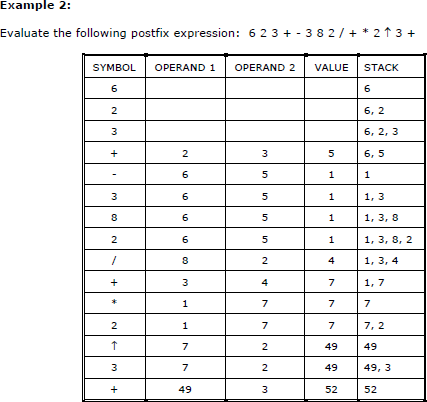 Example 2:
Evaluate the following postfix expression: 6 2 3 + - 3 8 2 / + * 2 ↑ 3 +
SYMBOL OPERAND 1 OPERAND 2 VALUE STACK
6 6
2 6, 2
3 6, 2, 3
+ 2 3 5 6, 5
- 6 5 1 1
3 6 5 1 1, 3
8 6 5 1 1, 3, 8
2 6 5 1 1, 3, 8, 2
/ 8 2 4 1, 3, 4
+ 3 4 7 1, 7
* 1 7 7 7
2 1 7 7 7, 2
↑ 7 2 49 49
3 7 2 49 49, 3
+ 49 3 52 52